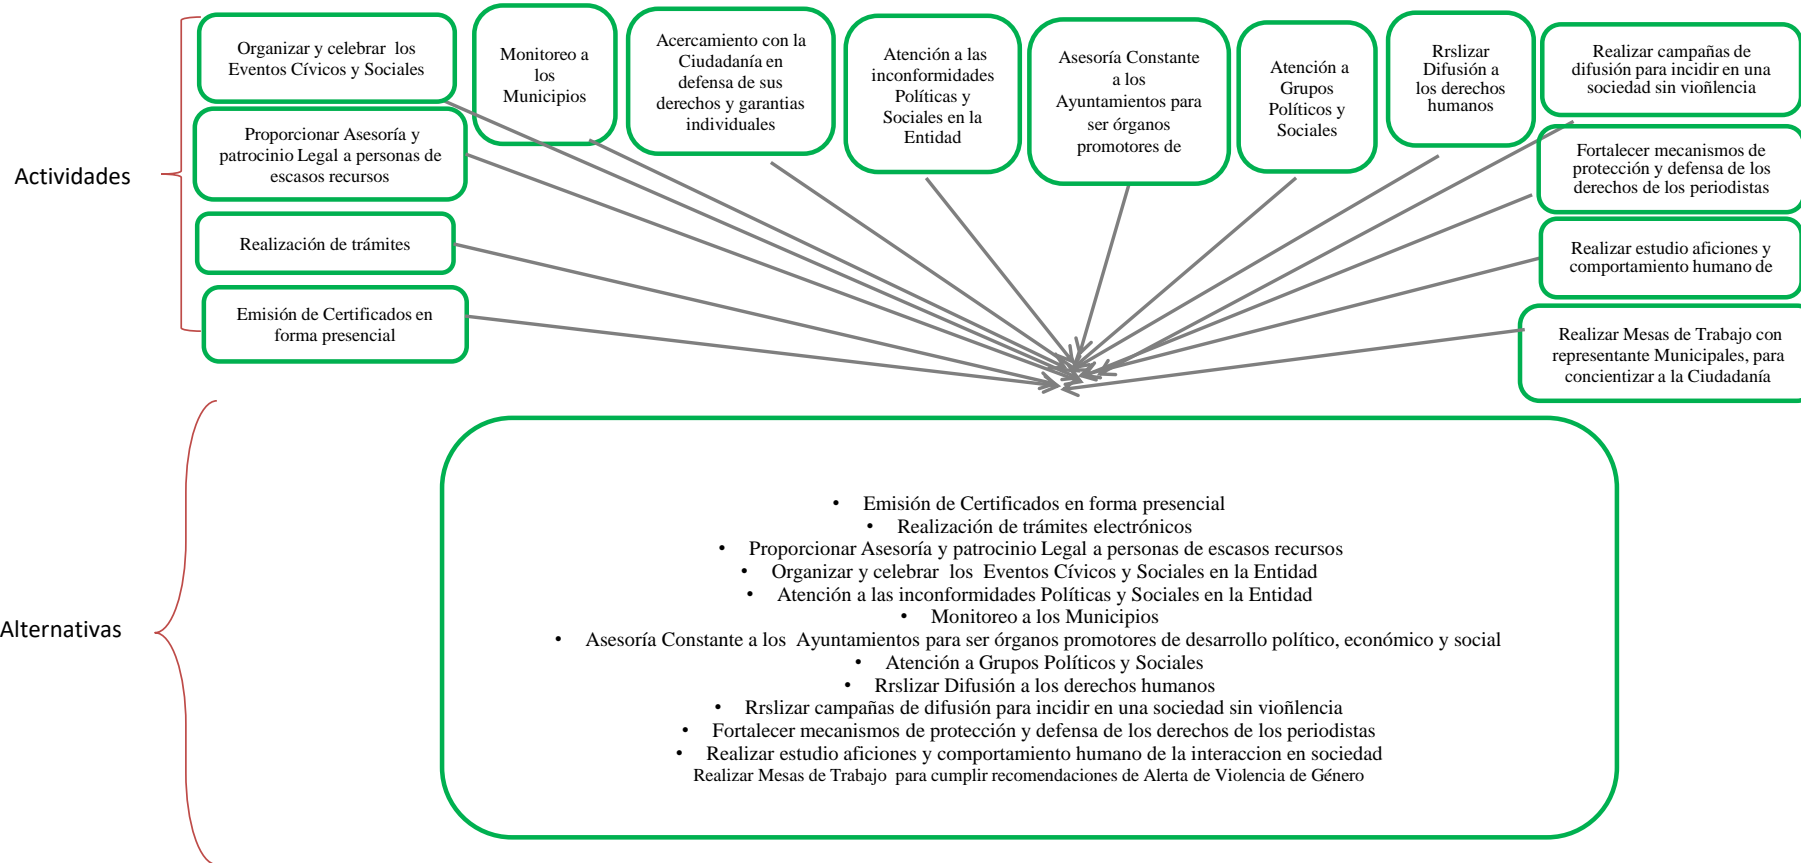 Actividades
Organizar y celebrar los
Eventos Cívicos y Sociales
Proporcionar Asesoría y
patrocinio Legal a personas de
escasos recursos
Realización de trámites
Emisión de Certificados en
forma presencial
Monitoreo a
los
Municipios
Acercamiento con la
Ciudadanía en
defensa de sus
derechos y garantias
individuales
Atención a las
inconformidades
Políticas y
Sociales en la
Entidad
Asesoría Constante
a los
Ayuntamientos para
ser órganos
promotores de
Atención a
Grupos
Políticos y
Sociales
Rrslizar
Difusión a
los derechos
humanos
Realizar campañas de
difusión para incidir en una
sociedad sin vioñlencia
Fortalecer mecanismos de
protección y defensa de los
derechos de los periodistas
Realizar estudio aficiones y
comportamiento humano de
Realizar Mesas de Trabajo con
representante Municipales, para
concientizar a la Ciudadanía
Alternativas
• Emisión de Certificados en forma presencial
• Realización de trámites electrónicos
• Proporcionar Asesoría y patrocinio Legal a personas de escasos recursos
• Organizar y celebrar los Eventos Cívicos y Sociales en la Entidad
• Atención a las inconformidades Políticas y Sociales en la Entidad
• Monitoreo a los Municipios
• Asesoría Constante a los Ayuntamientos para ser órganos promotores de desarrollo político, económico y social
• Atención a Grupos Políticos y Sociales
• Rrslizar Difusión a los derechos humanos
• Rrslizar campañas de difusión para incidir en una sociedad sin vioñlencia
• Fortalecer mecanismos de protección y defensa de los derechos de los periodistas
• Realizar estudio aficiones y comportamiento humano de la interaccion en sociedad
Realizar Mesas de Trabajo para cumplir recomendaciones de Alerta de Violencia de Género